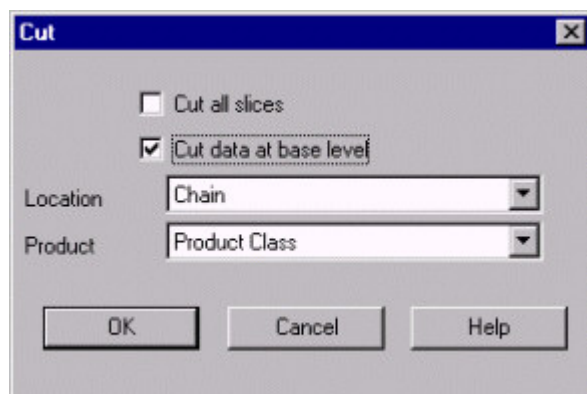 Cut
Cut all slices
Cut data at base level
Location Chain
Product Product Class
OK Cancel Help